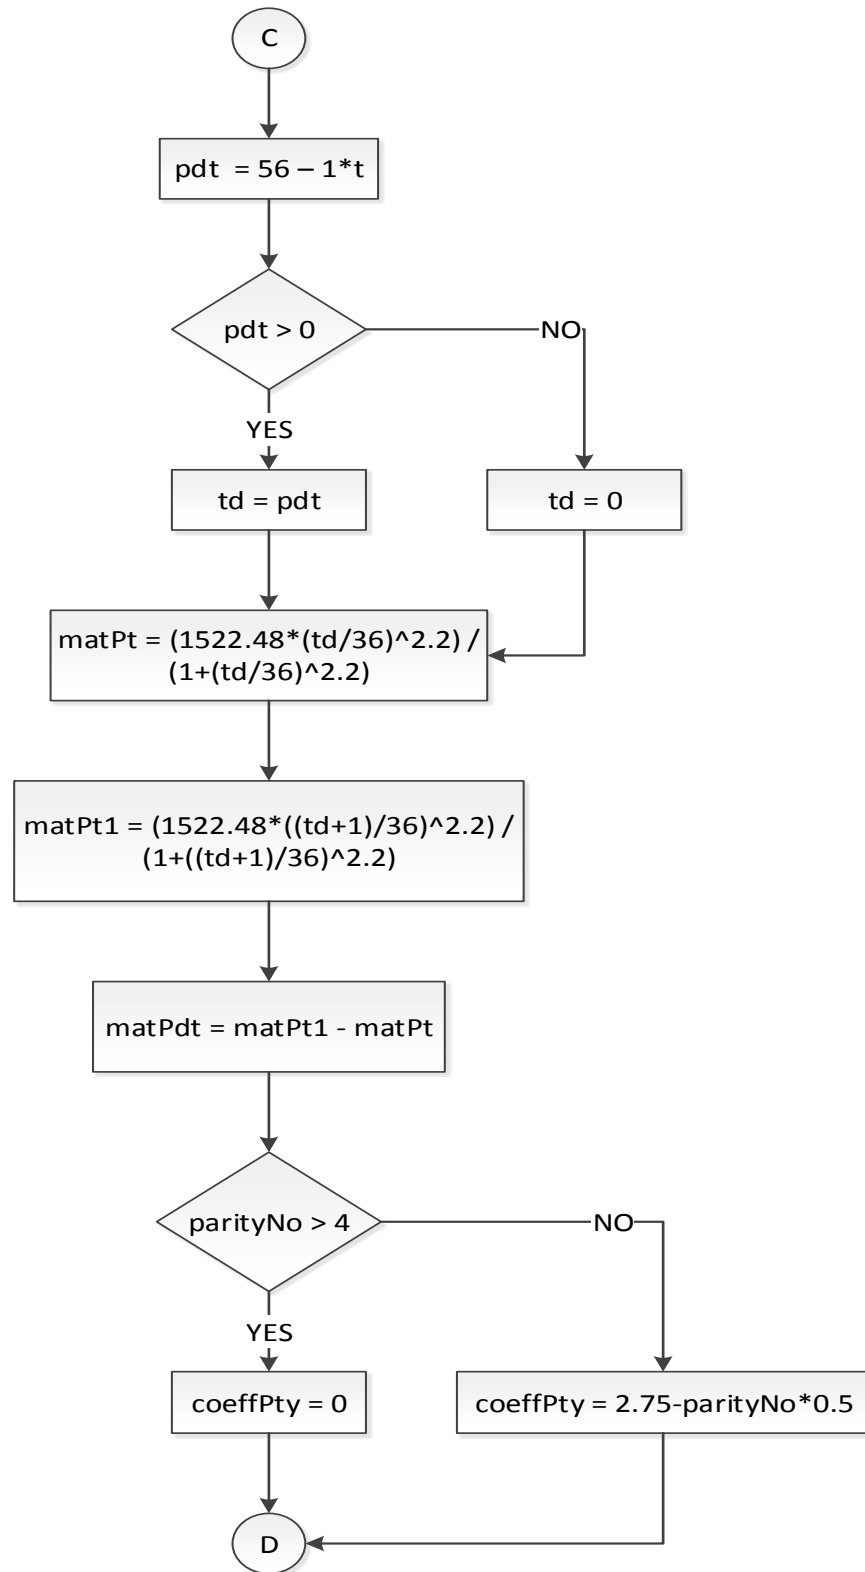 C
pdt = 56 – 1*t
pdt > 0
NO
YES
td = pdt
td = 0
matPt = (1522.48*(td/36)^2.2) /
(1+(td/36)^2.2)
matPt1 = (1522.48*((td+1)/36)^2.2) /
(1+((td+1)/36)^2.2)
matPdt = matPt1 - matPt
parityNo > 4
NO
YES
coeffPty = 0
coeffPty = 2.75-parityNo*0.5
D